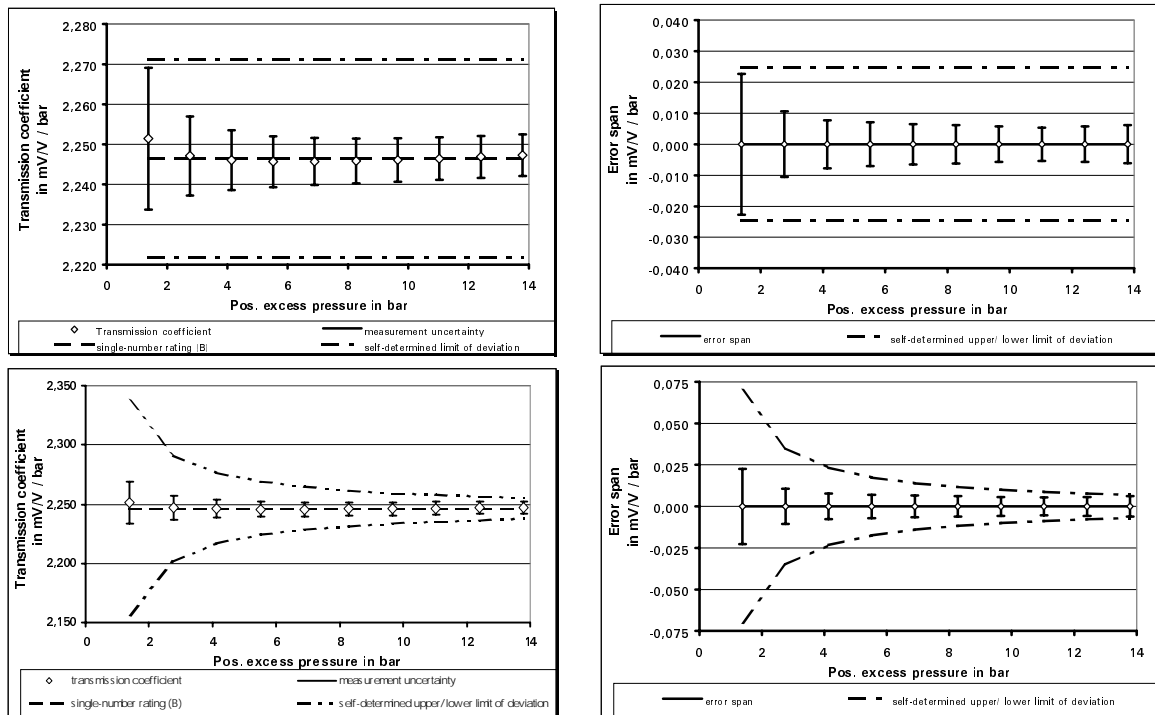 Transmission coefficient
in mV/V / bar
2,280
2,270
2,260
2,250
2,240
2,230
2,220
0 2 4 6 8 10 12 14
Pos. excess pressure in bar
Transmission coefficient
measurement uncertainty
single-number rating (B)
self-determined limit of deviation
Error span
in mV/V / bar
0,040
0,030
0,020
0,010
0,000
-0,010
-0,020
-0,030
-0,040
0 2 4 6 8 10 12 14
Pos. excess pressure in bar
error span
self-determined upper/ lower limit of deviation
Transmission coefficient
in mV/V / bar
2,350
2,300
2,250
2,200
2,150
0 2 4 6 8 10 12 14
Pos. excess pressure in bar
transmission coefficient
measurement uncertainty
single-number rating (B)
self-determined upper/lower limit of deviation
Error span
in mV/V / bar
0,075
0,050
0,025
0,000
-0,025
-0,050
-0,075
0 2 4 6 8 10 12 14
Pos. excess pressure in bar
error span
self-determined upper/ lower limit of deviation